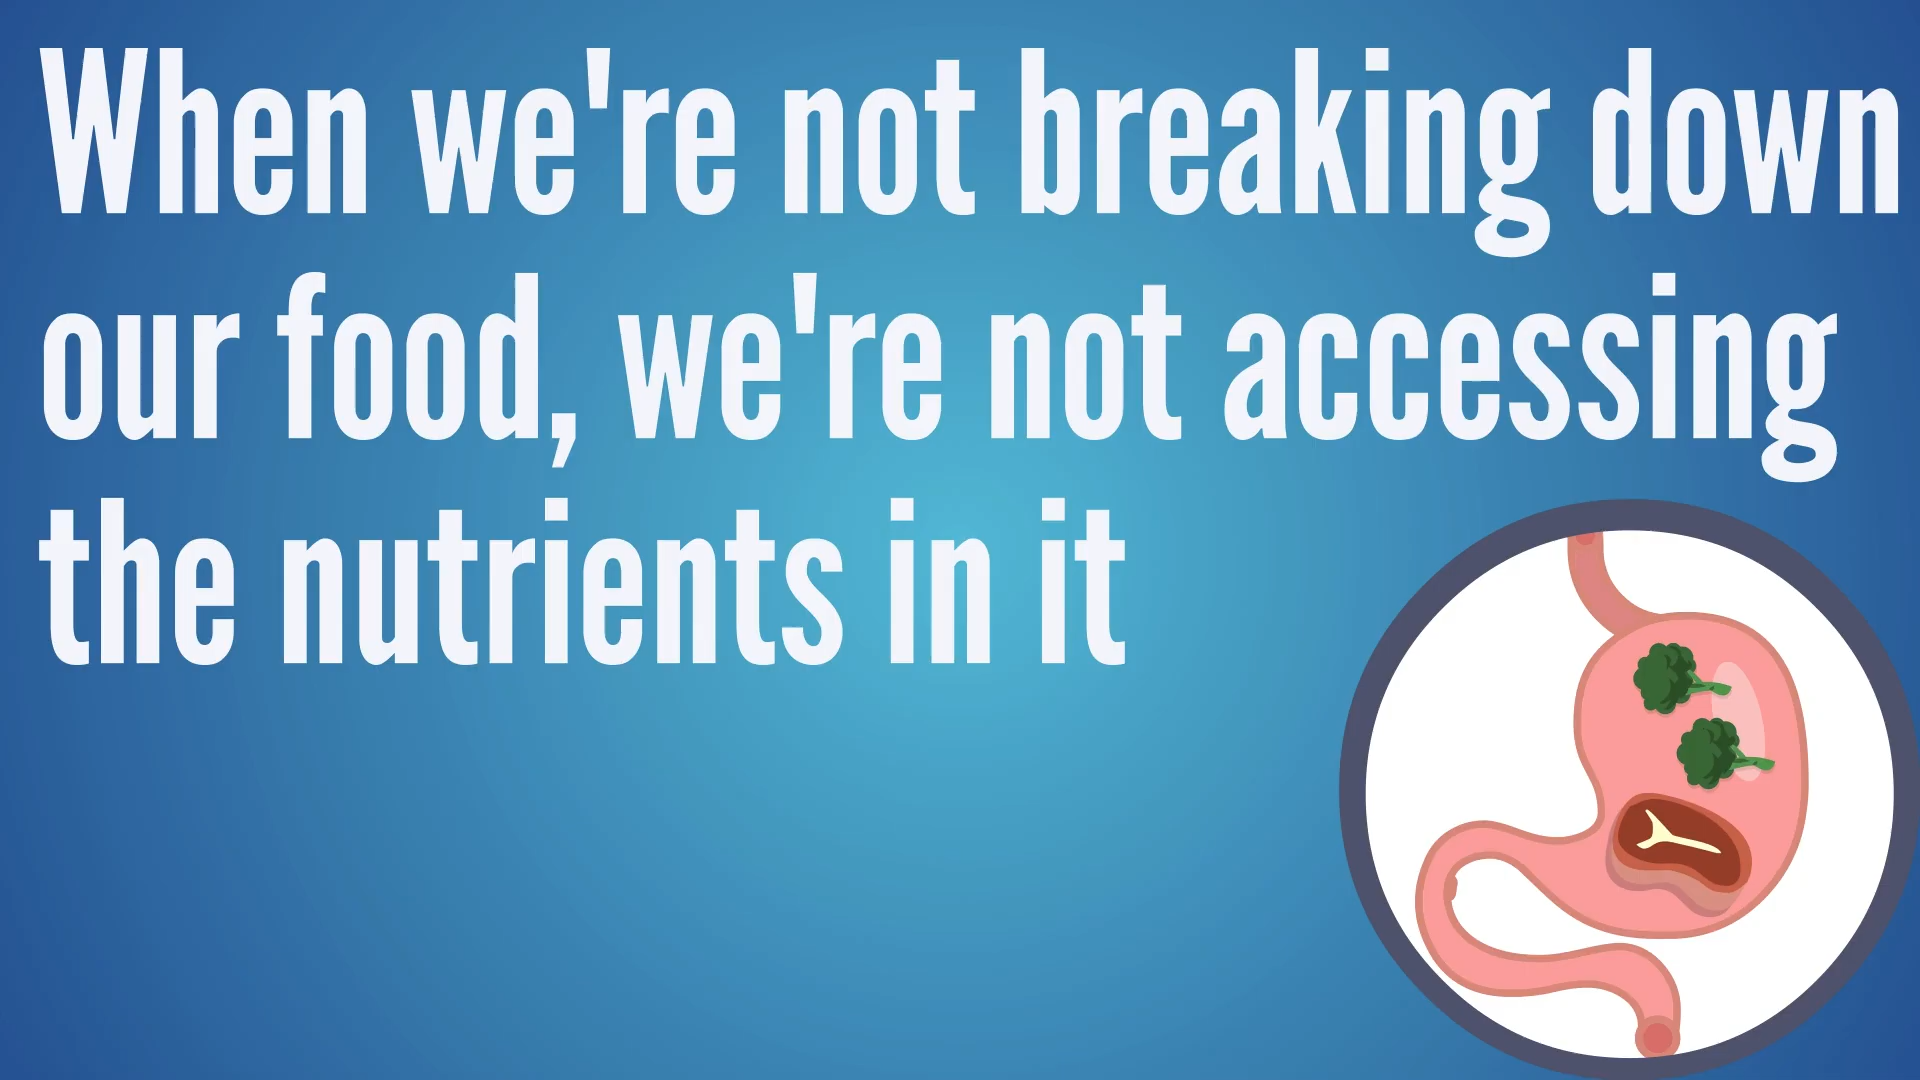 When we're not breaking down
our food, we're not accessing
the nutrients in it